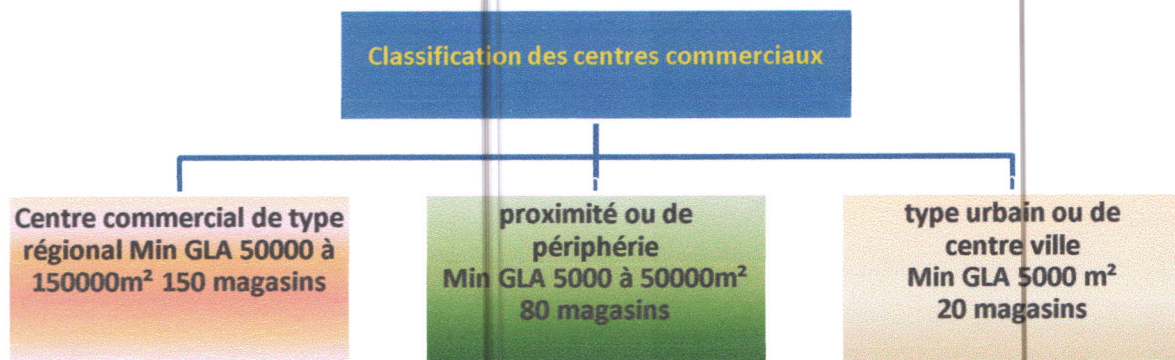 Classification des centres commerciaux
Centre commercial de type
régional Min GLA 50000 à
150000m² 150 magasins
proximité ou de
périphérie
Min GLA 5000 à 50000m²
80 magasins
type urbain ou de
centre ville
Min GLA 5000 m²
20 magasins